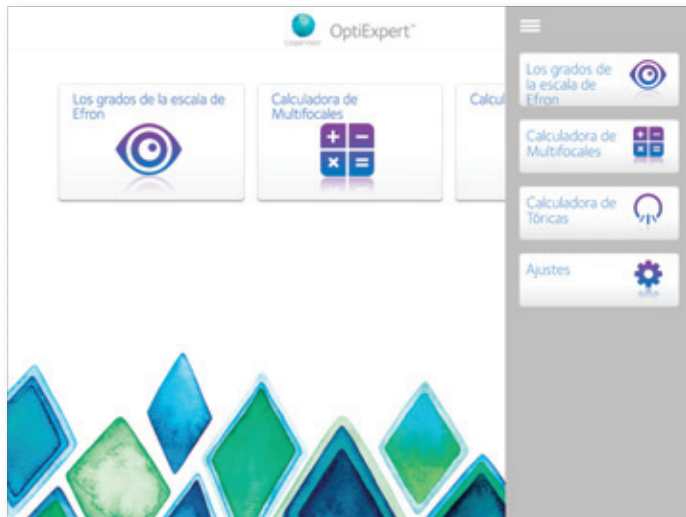 CooperVision
OptiExpert™
Los grados de la escala de
Efron
Calculadora de
Multifocales
Calcul
Los grados de
la escala de
Efron
Calculadora de
Multifocales
Calculadora de
Tóricas
Ajustes